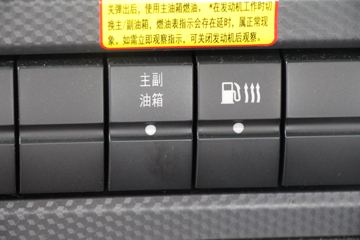 关弹出后，使用主油箱燃油。*在发动机工作时切
换主/副油箱，燃油表指示会存在延时，属正常现
象，如需立即观察指示，可关闭发动机后观察。
主副
油箱